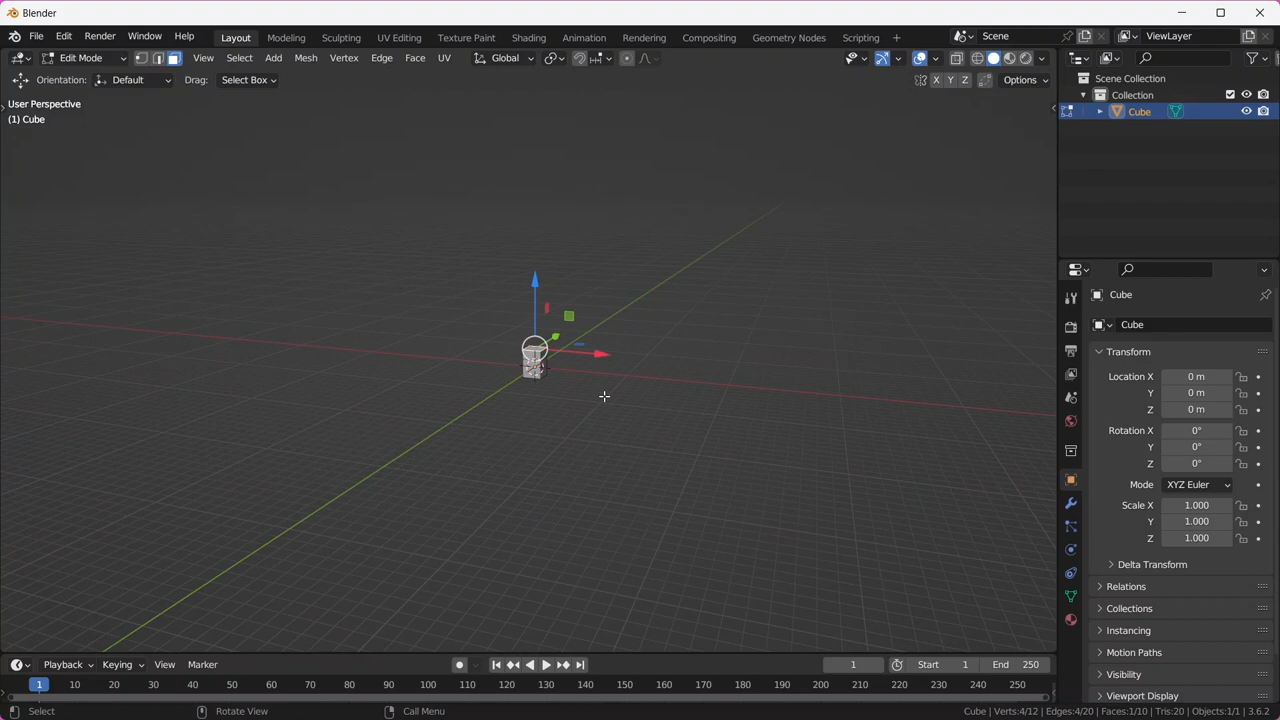 Blender
File Edit Render Window Help Layout Modeling Sculpting UV Editing Texture Paint Shading Animation Rendering Compositing Geometry Nodes Scripting + Scene ViewLayer
Edit Mode View Select Add Mesh Vertex Edge Face UV Global
Orientation: Default Drag: Select Box X Y Z Options
User Perspective
(1) Cube
Scene Collection
Collection
Cube
Cube
Cube
Transform
Location X 0 m
Y 0 m
Z 0 m
Rotation X 0°
Y 0°
Z 0°
Mode XYZ Euler
Scale X 1.000
Y 1.000
Z 1.000
Delta Transform
Relations
Collections
Instancing
Motion Paths
Visibility
Viewport Display
Playback Keying View Marker 1 Start 1 End 250
1 10 20 30 40 50 60 70 80 90 100 110 120 130 140 150 160 170 180 190 200 210 220 230 240 250
Select Rotate View Call Menu Cube | Verts:4/12 | Edges:4/20 | Faces:1/10 | Tris:20 | Objects:1/1 | 3.6.2